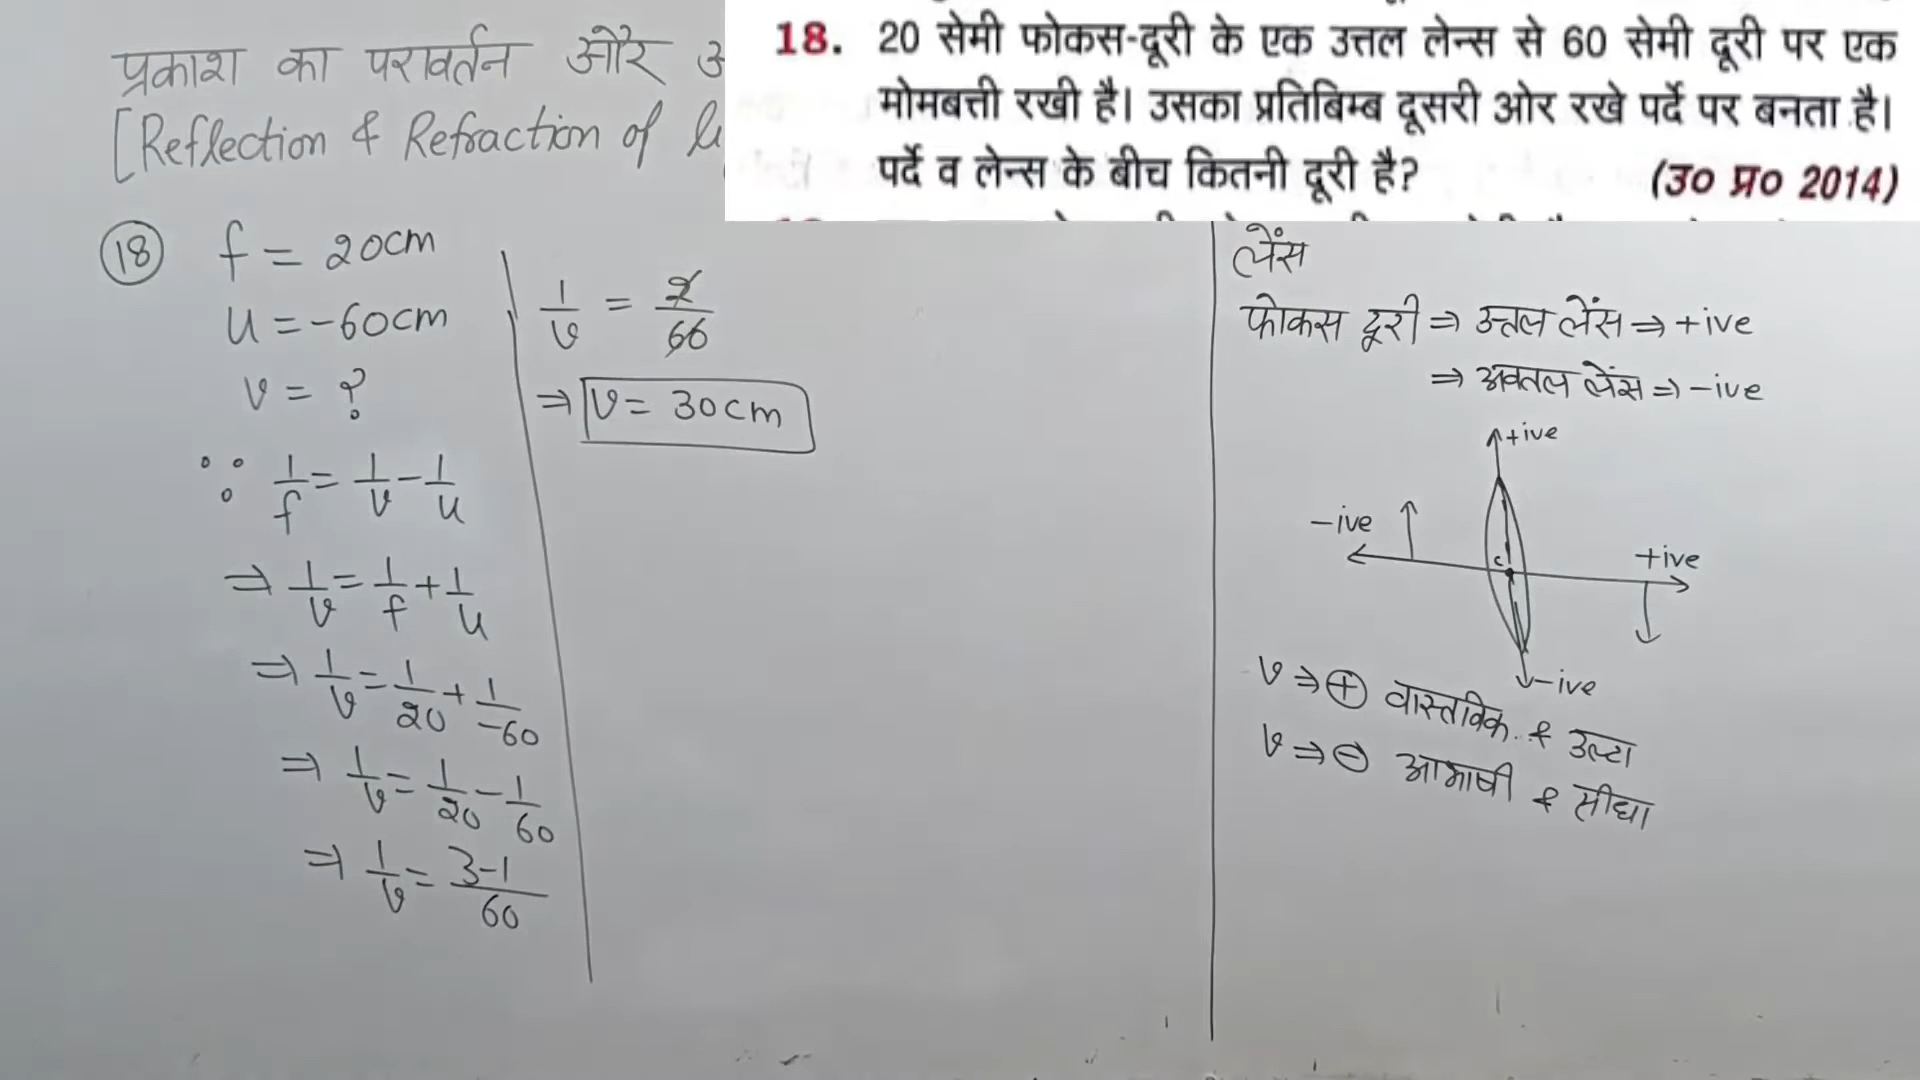 प्रकाश का परावर्तन और अ
[Reflection & Refraction of li
18. 20 सेमी फोकस-दूरी के एक उत्तल लेन्स से 60 सेमी दूरी पर एक
मोमबत्ती रखी है। उसका प्रतिबिम्ब दूसरी ओर रखे पर्दे पर बनता है।
पर्दे व लेन्स के बीच कितनी दूरी है? (उ० प्र० 2014)
18 f = 20cm
u = -60cm
v = ?
∵ 1/f = 1/v - 1/u
⇒ 1/v = 1/f + 1/u
⇒ 1/v = 1/20 + 1/-60
⇒ 1/v = 1/20 - 1/60
⇒ 1/v = 3-1/60
1/v = 2/60
⇒ v = 30cm
लेंस
फोकस दूरी ⇒ उत्तल लेंस ⇒ +ive
⇒ अवतल लेंस ⇒ -ive
+ive
-ive
c
+ive
-ive
v ⇒ ⊕ वास्तविक & उल्टा
v ⇒ ⊖ आभाषी & सीधा